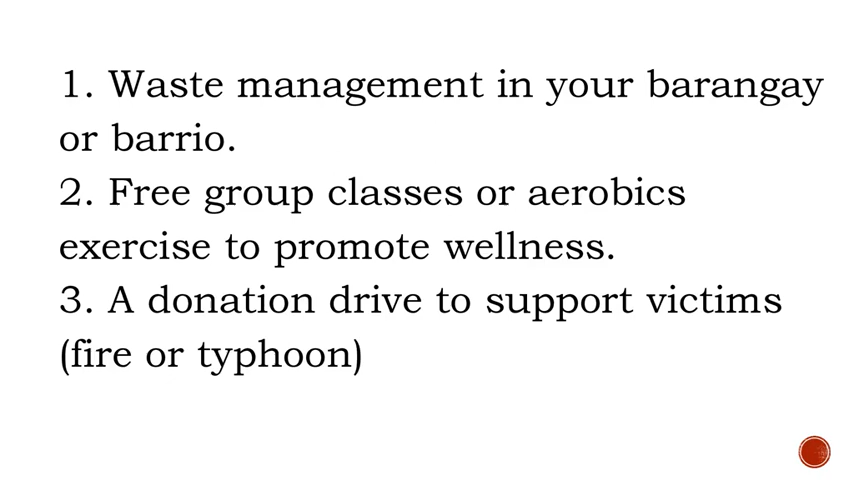 1. Waste management in your barangay
or barrio.
2. Free group classes or aerobics
exercise to promote wellness.
3. A donation drive to support victims
(fire or typhoon)